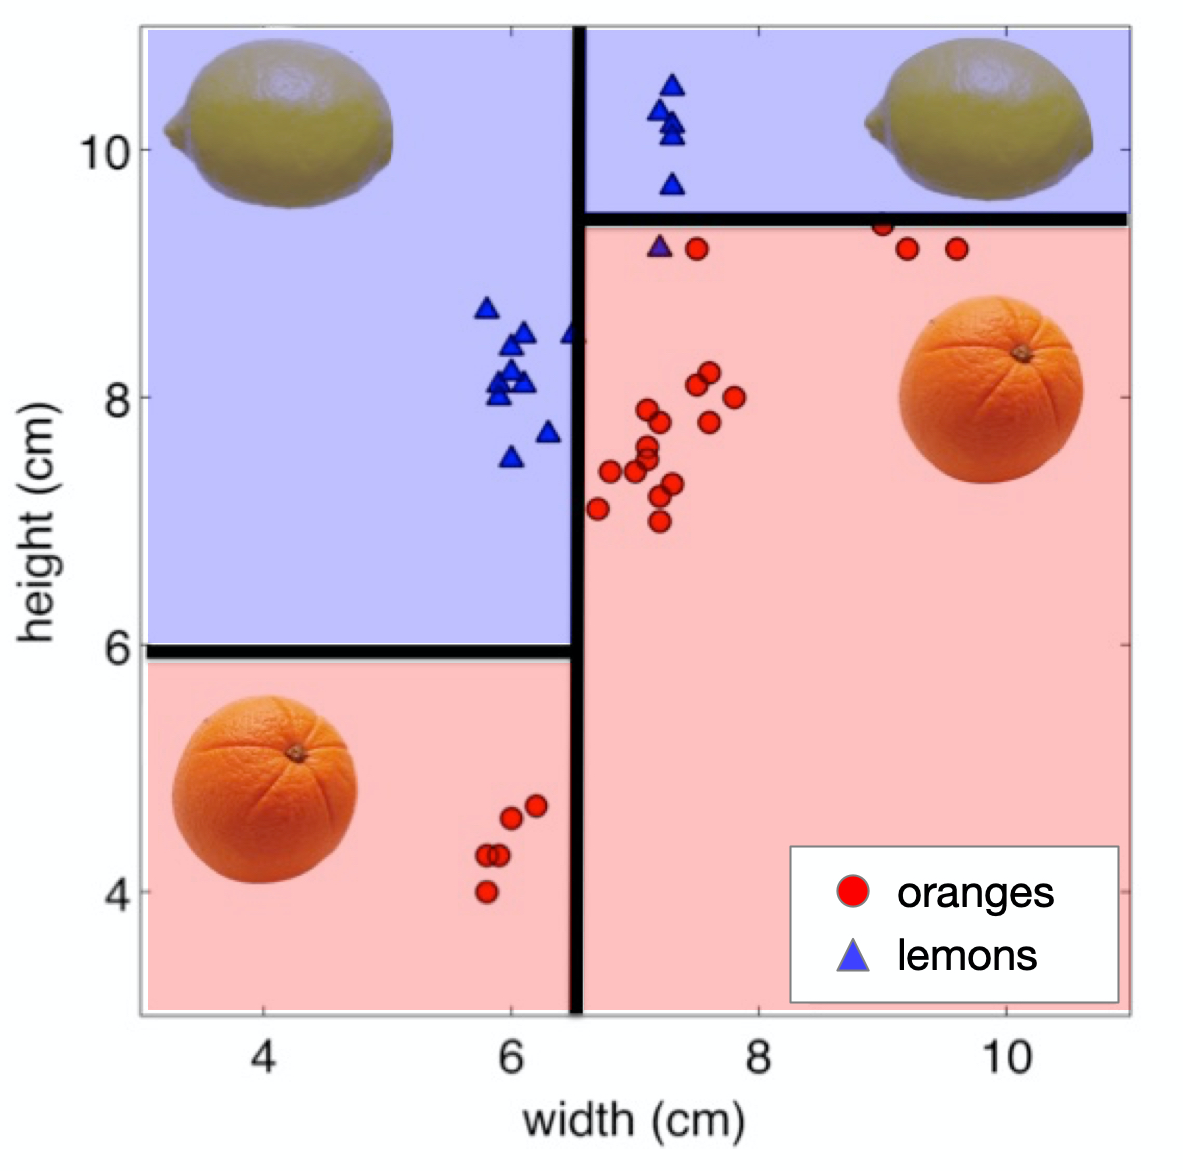 10
8
6
4
height (cm)
oranges
lemons
4 6 8 10
width (cm)